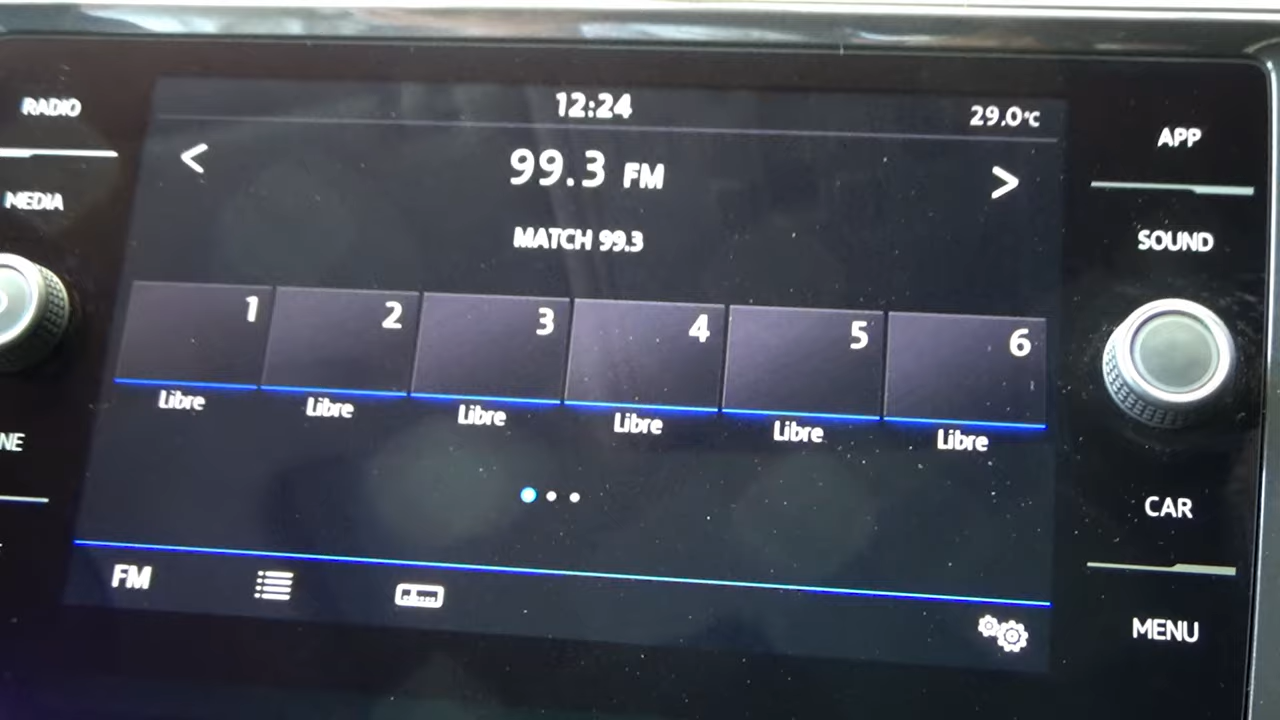 RADIO
MEDIA
NE
12:24
29.0°C
99.3 FM
MATCH 99.3
1 2 3 4 5 6
Libre Libre Libre Libre Libre Libre
FM
APP
SOUND
CAR
MENU